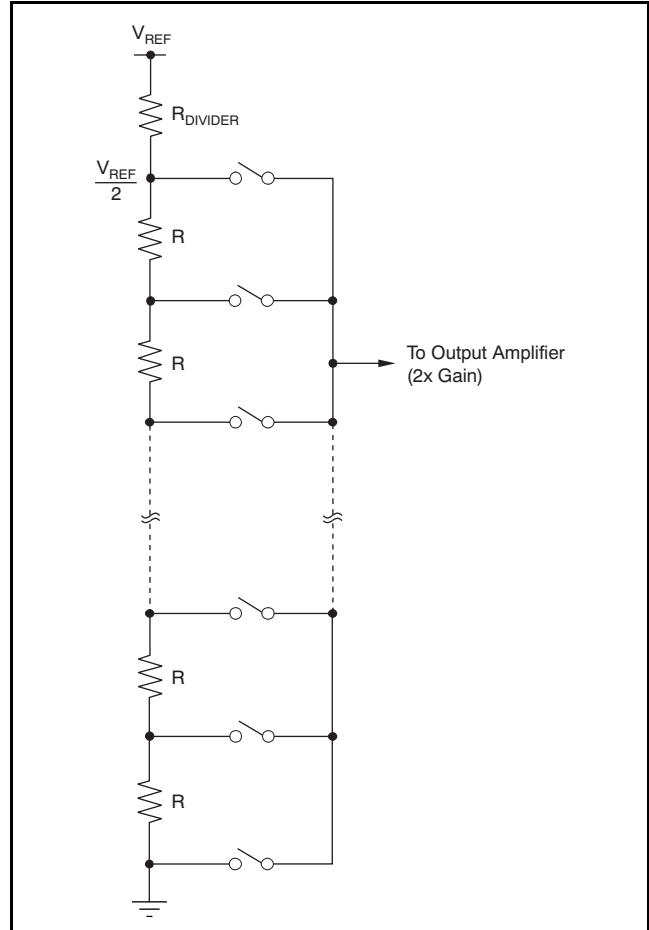 VREF
RDIVIDER
VREF
2
R
R
To Output Amplifier
(2x Gain)
R
R